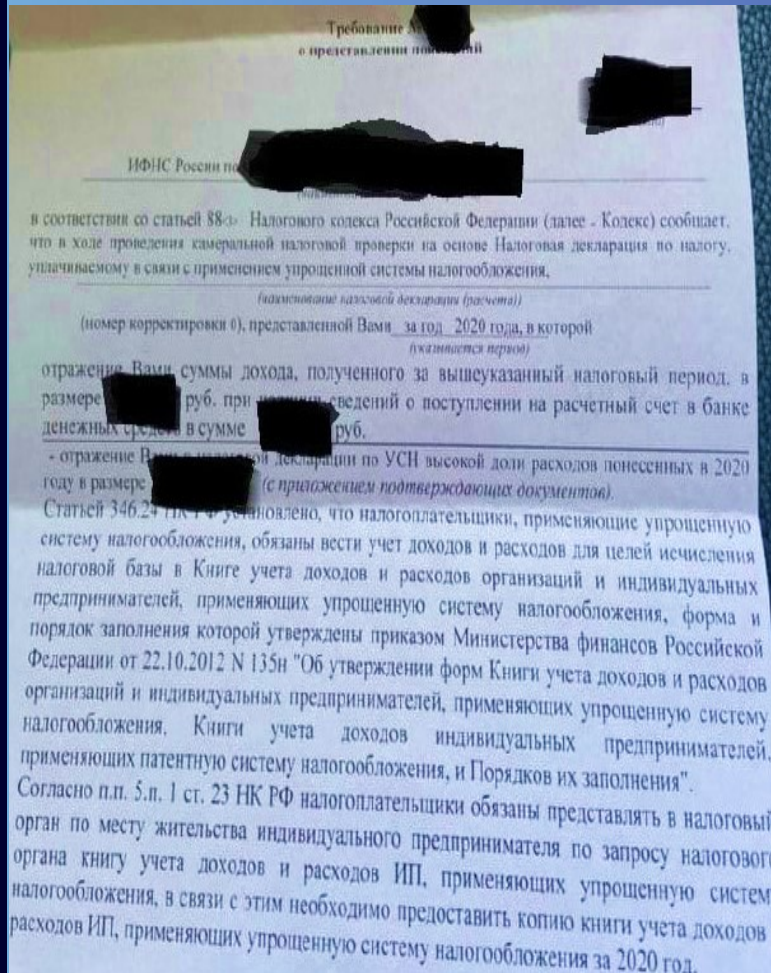 Требование
о представлении
ИФНС России по
в соответствии со статьей 88<1> Налогового кодекса Российской Федерации (далее - Кодекс) сообщает,
что в ходе проведения камеральной налоговой проверки на основе Налоговая декларация по налогу,
уплачиваемому в связи с применением упрощенной системы налогообложения,
(наименование налоговой декларации (расчета))
(номер корректировки 0), представленной Вами за год 2020 года, в которой
(указывается период)
отражение Вами суммы дохода, полученного за вышеуказанный налоговый период, в
размере руб. при сведений о поступлении на расчетный счет в банке
денежных средств в сумме руб.
- отражение декларации по УСН высокой доли расходов понесенных в 2020
году в размере (с приложением подтверждающих документов).
Статьей 346.24 НК РФ установлено, что налогоплательщики, применяющие упрощенную
систему налогообложения, обязаны вести учет доходов и расходов для целей исчисления
налоговой базы в Книге учета доходов и расходов организаций и индивидуальных
предпринимателей, применяющих упрощенную систему налогообложения, форма и
порядок заполнения которой утверждены приказом Министерства финансов Российской
Федерации от 22.10.2012 N 135н "Об утверждении форм Книги учета доходов и расходов
организаций и индивидуальных предпринимателей, применяющих упрощенную систему
налогообложения, Книги учета доходов индивидуальных предпринимателей,
применяющих патентную систему налогообложения, и Порядков их заполнения".
Согласно п.п. 5.п. 1 ст. 23 НК РФ налогоплательщики обязаны представлять в налоговый
орган по месту жительства индивидуального предпринимателя по запросу налогового
органа книгу учета доходов и расходов ИП, применяющих упрощенную систем
налогообложения, в связи с этим необходимо предоставить копию книги учета доходов
расходов ИП, применяющих упрощенную систему налогообложения за 2020 год.